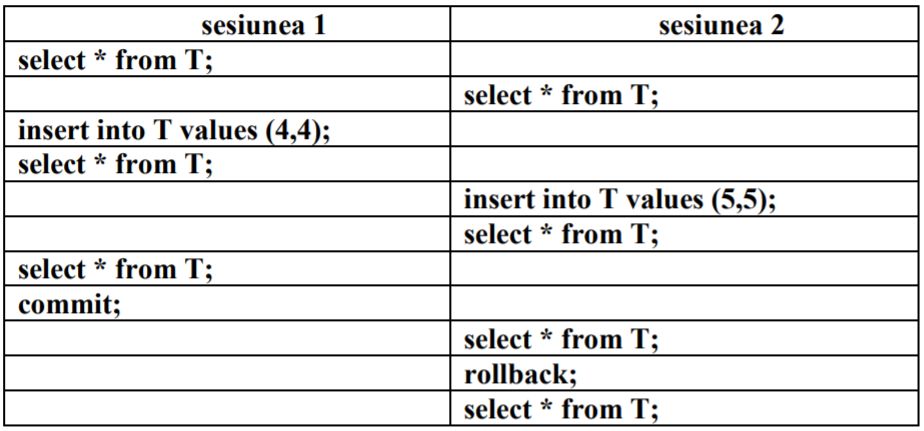 sesiunea 1 sesiunea 2
select * from T;
select * from T;
insert into T values (4,4);
select * from T;
insert into T values (5,5);
select * from T;
select * from T;
commit;
select * from T;
rollback;
select * from T;